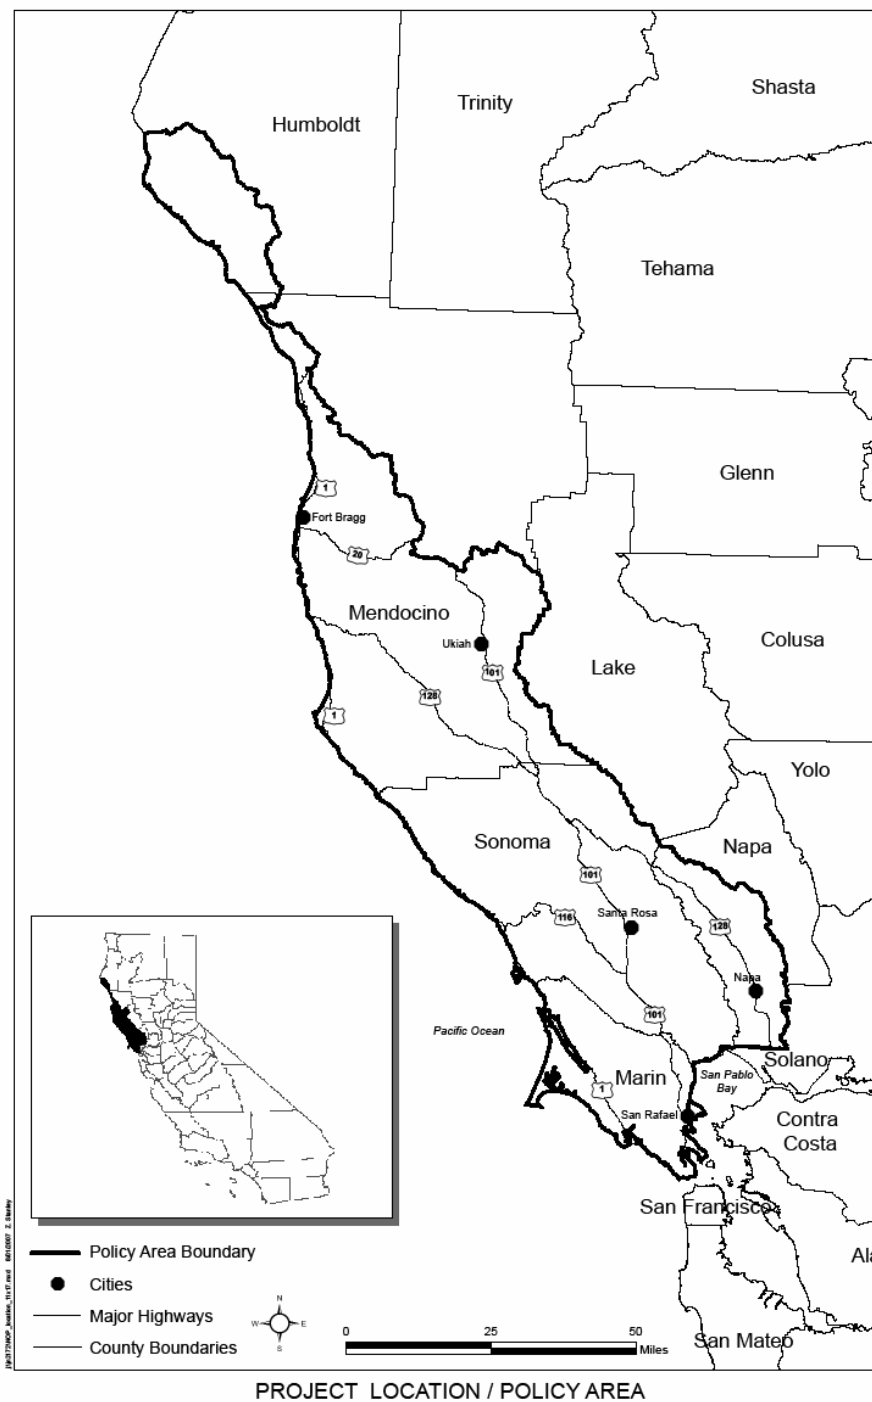 Shasta
Trinity
Humboldt
Tehama
Glenn
1
Fort Bragg
20
Mendocino
Ukiah
Colusa
Lake
101
128
1
Yolo
Sonoma
Napa
101
116
Santa Rosa
128
Napa
101
Pacific Ocean
Solano
Marin
San Pablo
Bay
1
San Rafael
Contra
Costa
San Francisco
Ala
San Mateo
Policy Area Boundary
Cities
Major Highways
County Boundaries
N
W
E
S
0
25
50
Miles
PROJECT LOCATION / POLICY AREA